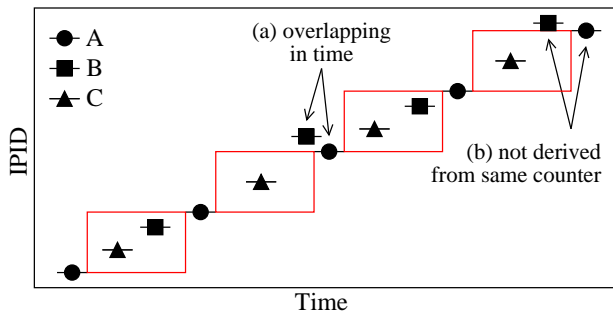 A
B
C
(a) overlapping
in time
(b) not derived
from same counter
IPID
Time